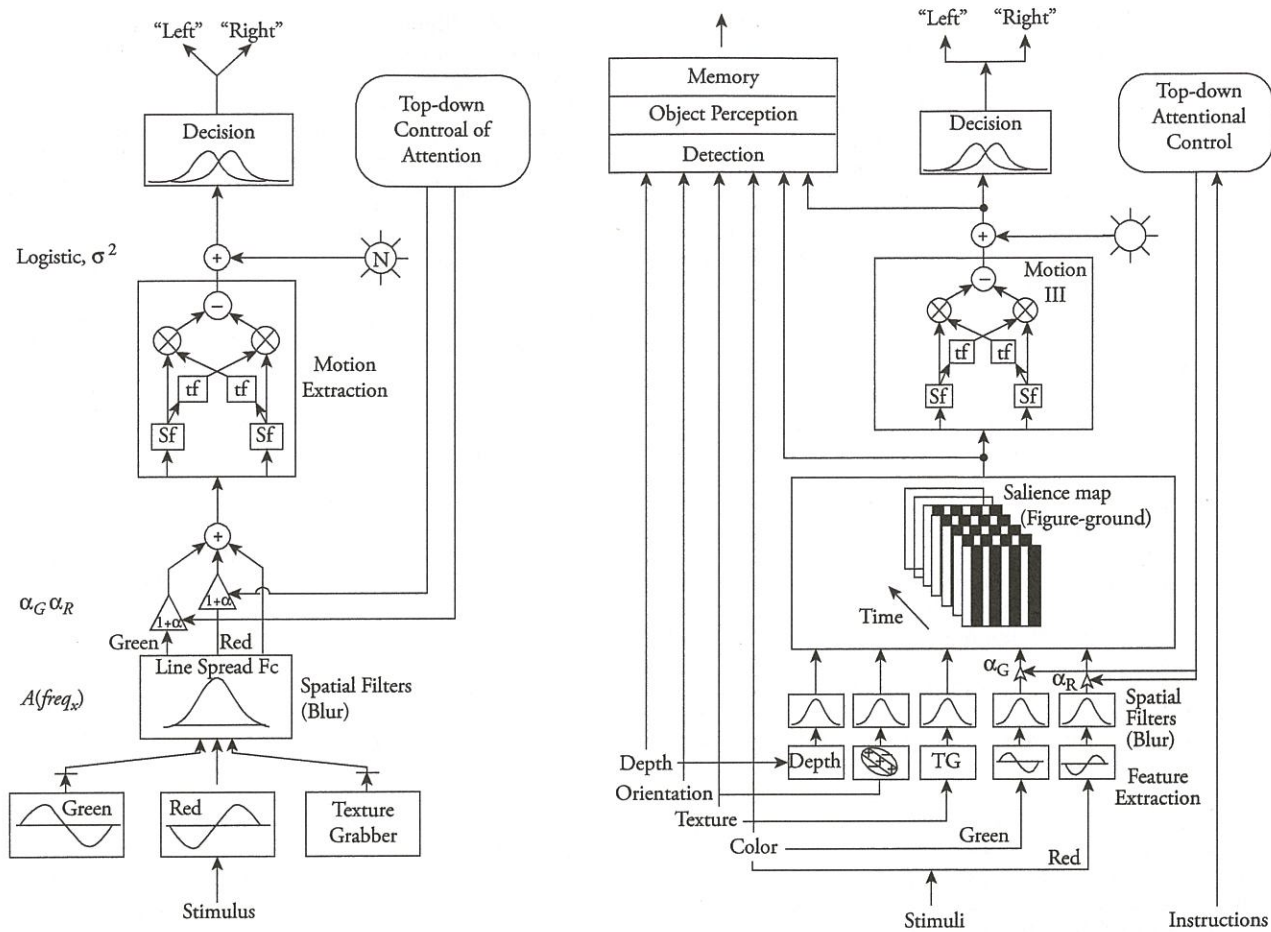 “Left” “Right”
Top-down
Controal of
Attention
Decision
Logistic, σ²
+
N
−
tf tf
Sf Sf
Motion
Extraction
+
α_G α_R
1+α
1+α
Green
Red
Line Spread Fc
A(freq_x)
Spatial Filters
(Blur)
Green
Red
Texture
Grabber
Stimulus
“Left” “Right”
Memory
Object Perception
Detection
Decision
Top-down
Attentional
Control
+
Motion
III
−
tf tf
Sf Sf
Salience map
(Figure-ground)
Time
α_G
α_R
Spatial
Filters
(Blur)
Depth
Depth
TG
Feature
Extraction
Orientation
Texture
Color
Green
Red
Stimuli
Instructions